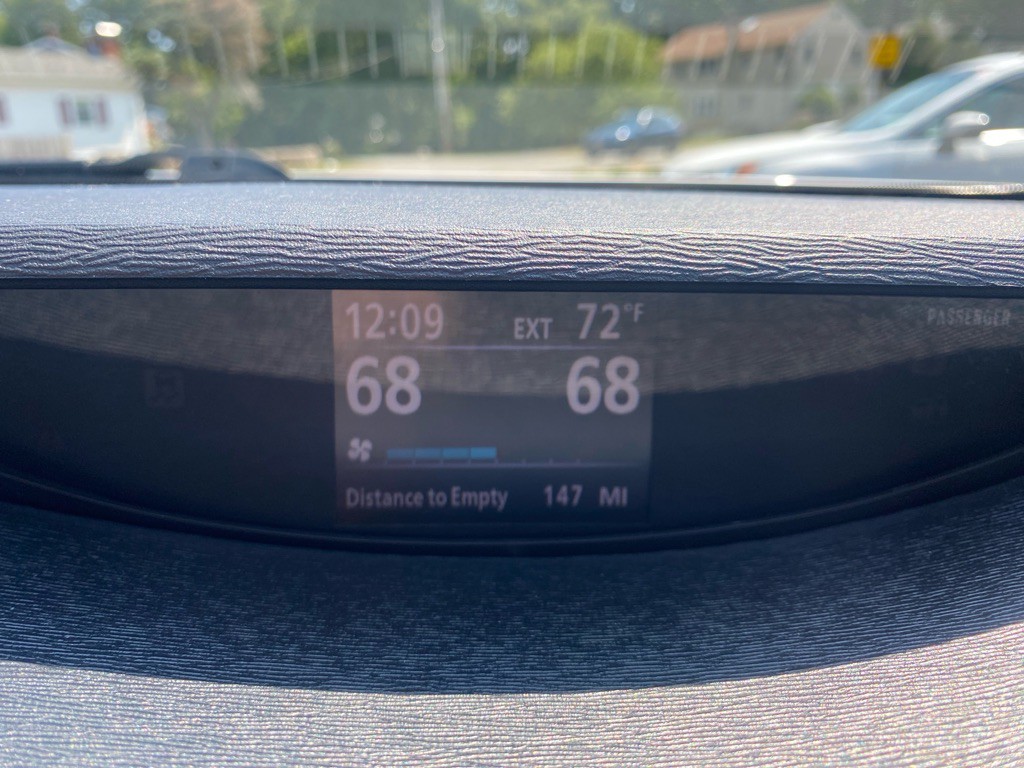 12:09 EXT 72°F PASSENGER
68 68
Distance to Empty 147 MI